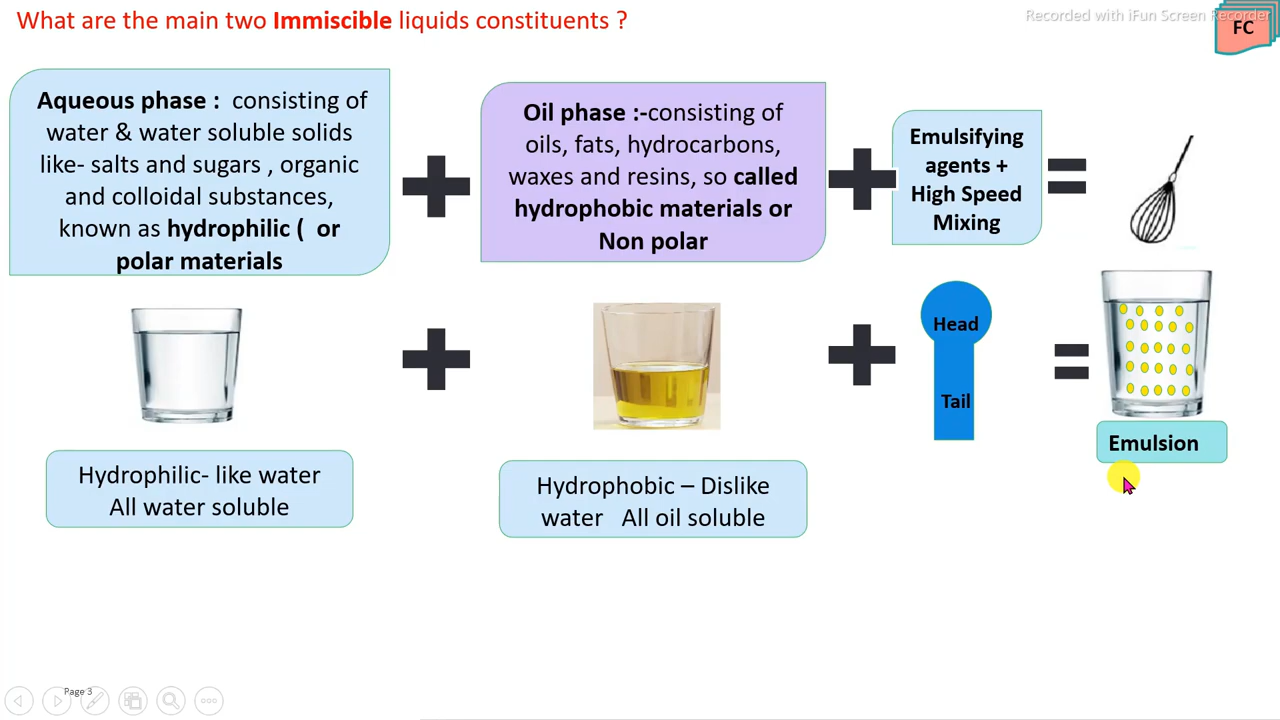 What are the main two Immiscible liquids constituents ?
Recorded with iFun Screen Recorder
FC
Aqueous phase : consisting of
water & water soluble solids
like- salts and sugars , organic
and colloidal substances,
known as hydrophilic ( or
polar materials
Oil phase :-consisting of
oils, fats, hydrocarbons,
waxes and resins, so called
hydrophobic materials or
Non polar
Emulsifying
agents +
High Speed
Mixing
Head
Tail
Emulsion
Hydrophilic- like water
All water soluble
Hydrophobic – Dislike
water All oil soluble
Page 3